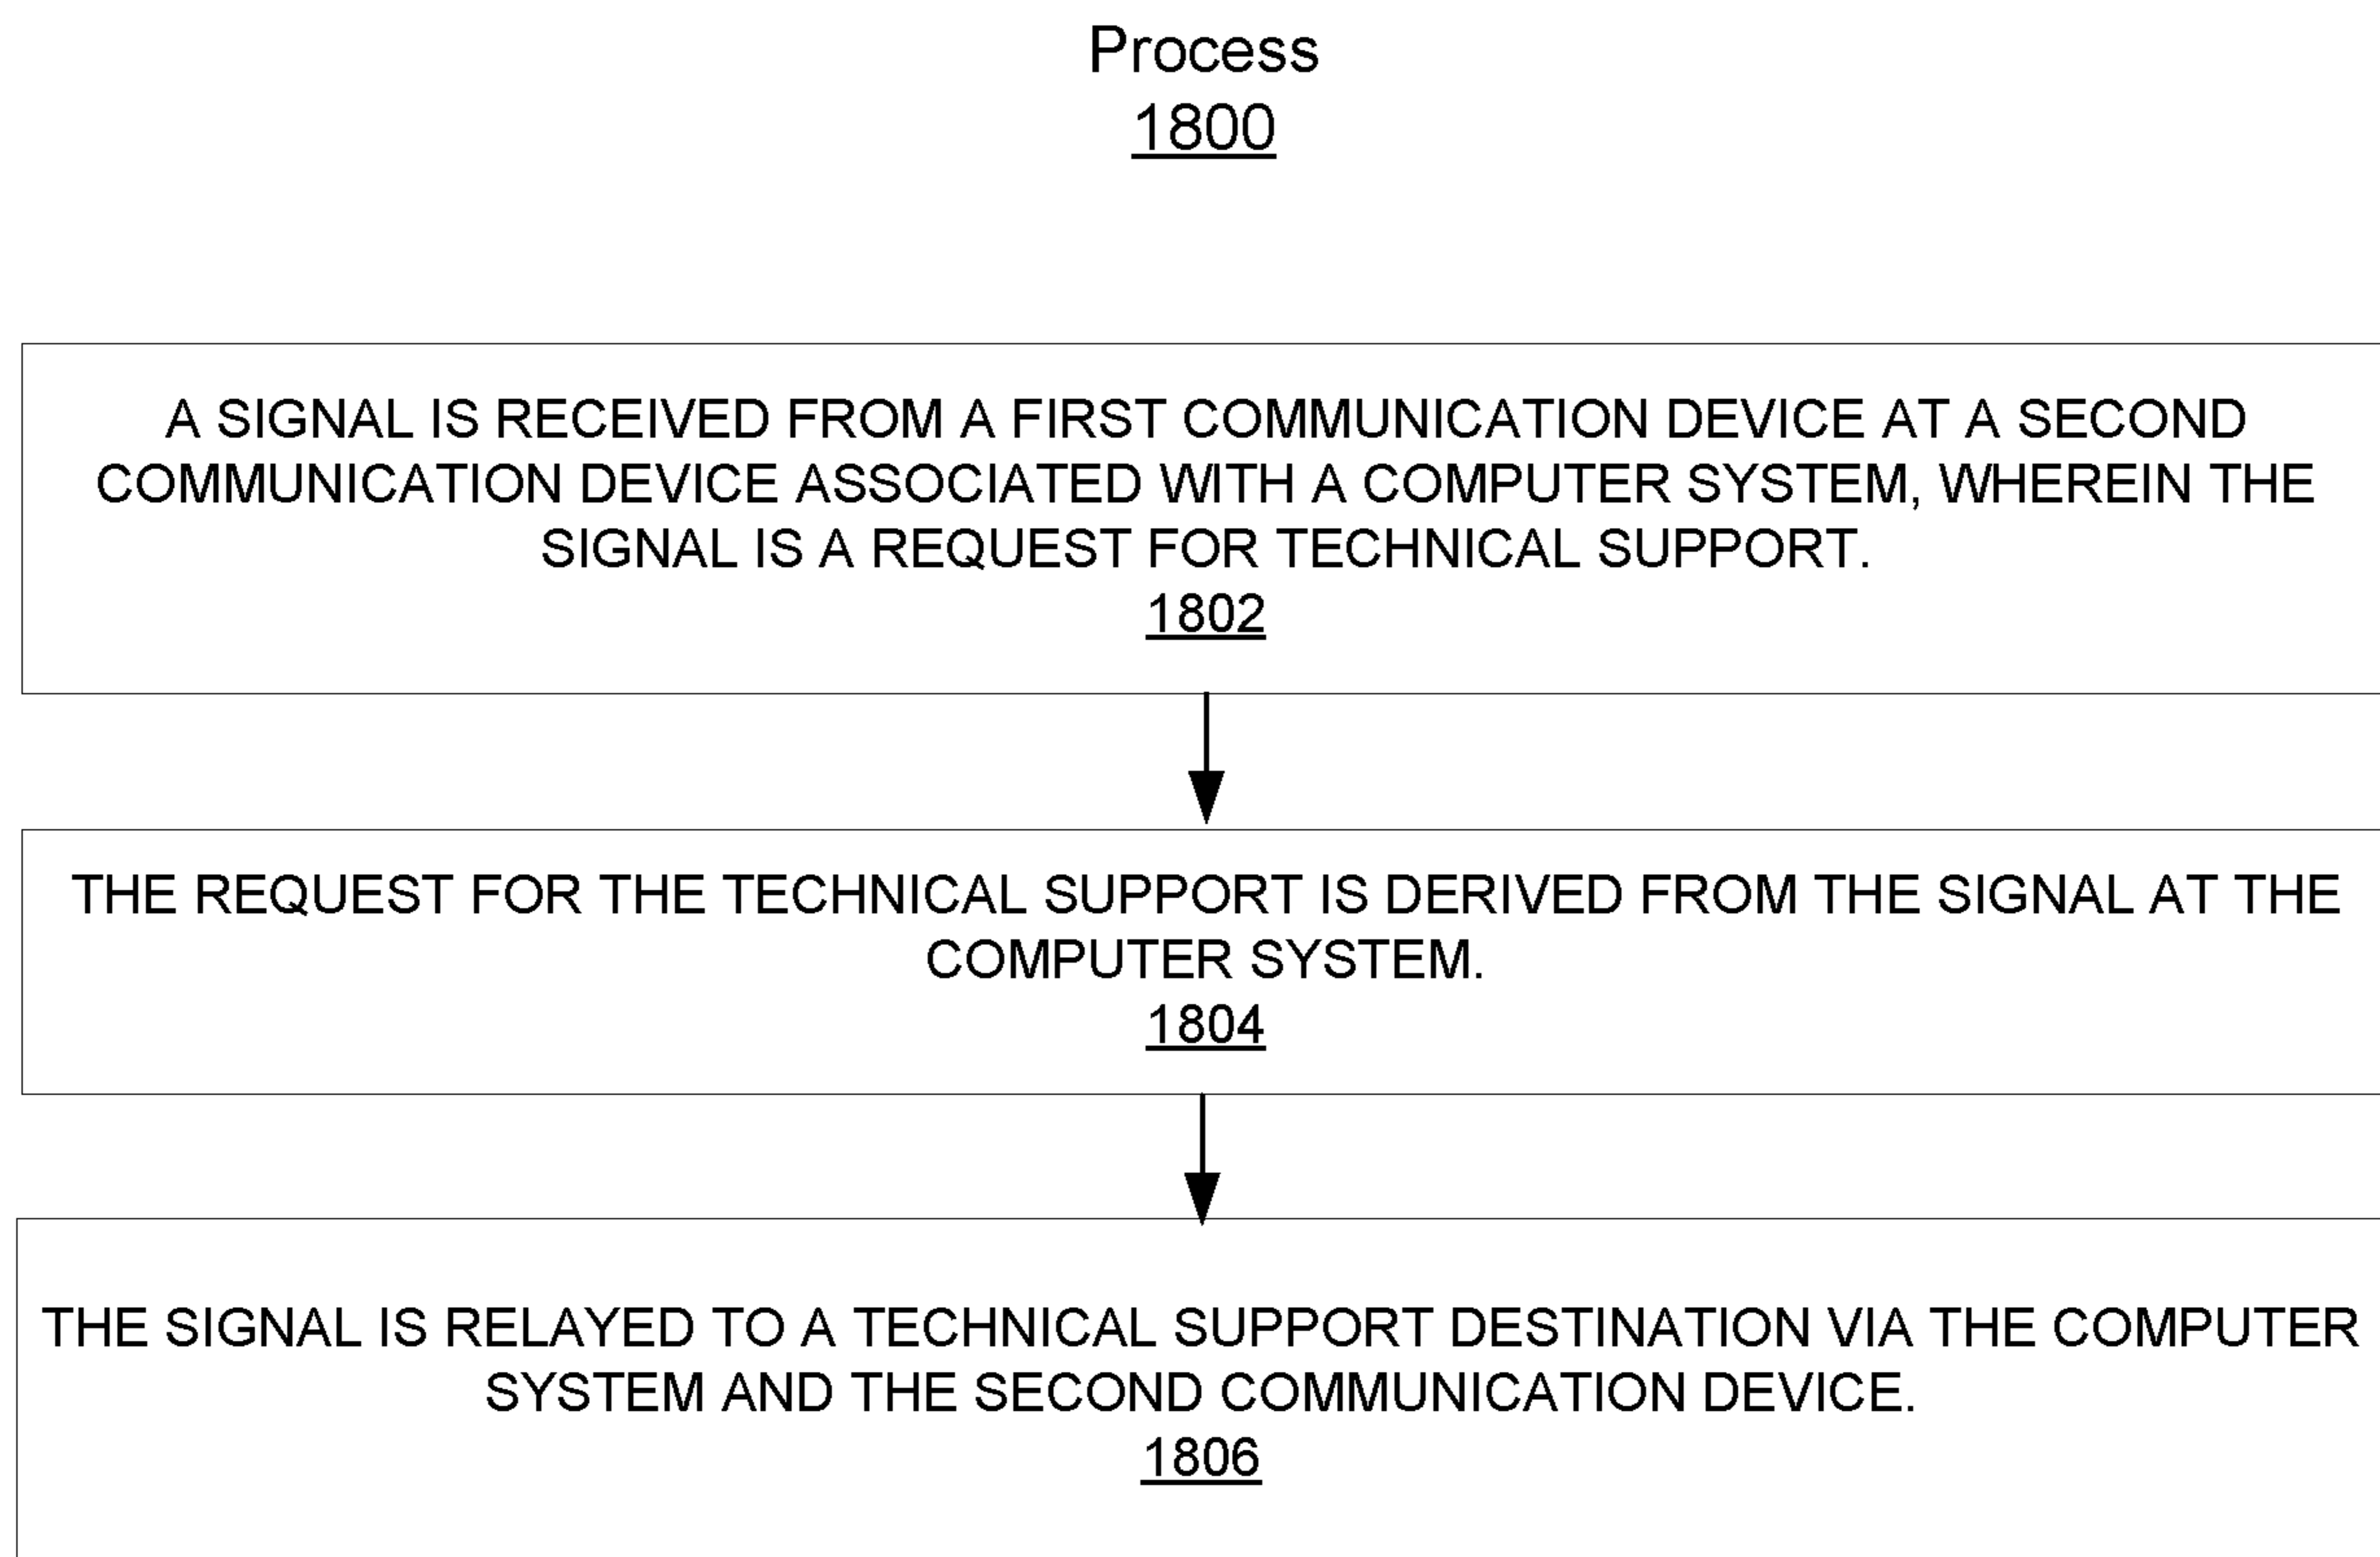 Process
1800
A SIGNAL IS RECEIVED FROM A FIRST COMMUNICATION DEVICE AT A SECOND
COMMUNICATION DEVICE ASSOCIATED WITH A COMPUTER SYSTEM, WHEREIN THE
SIGNAL IS A REQUEST FOR TECHNICAL SUPPORT.
1802
THE REQUEST FOR THE TECHNICAL SUPPORT IS DERIVED FROM THE SIGNAL AT THE
COMPUTER SYSTEM.
1804
THE SIGNAL IS RELAYED TO A TECHNICAL SUPPORT DESTINATION VIA THE COMPUTER
SYSTEM AND THE SECOND COMMUNICATION DEVICE.
1806